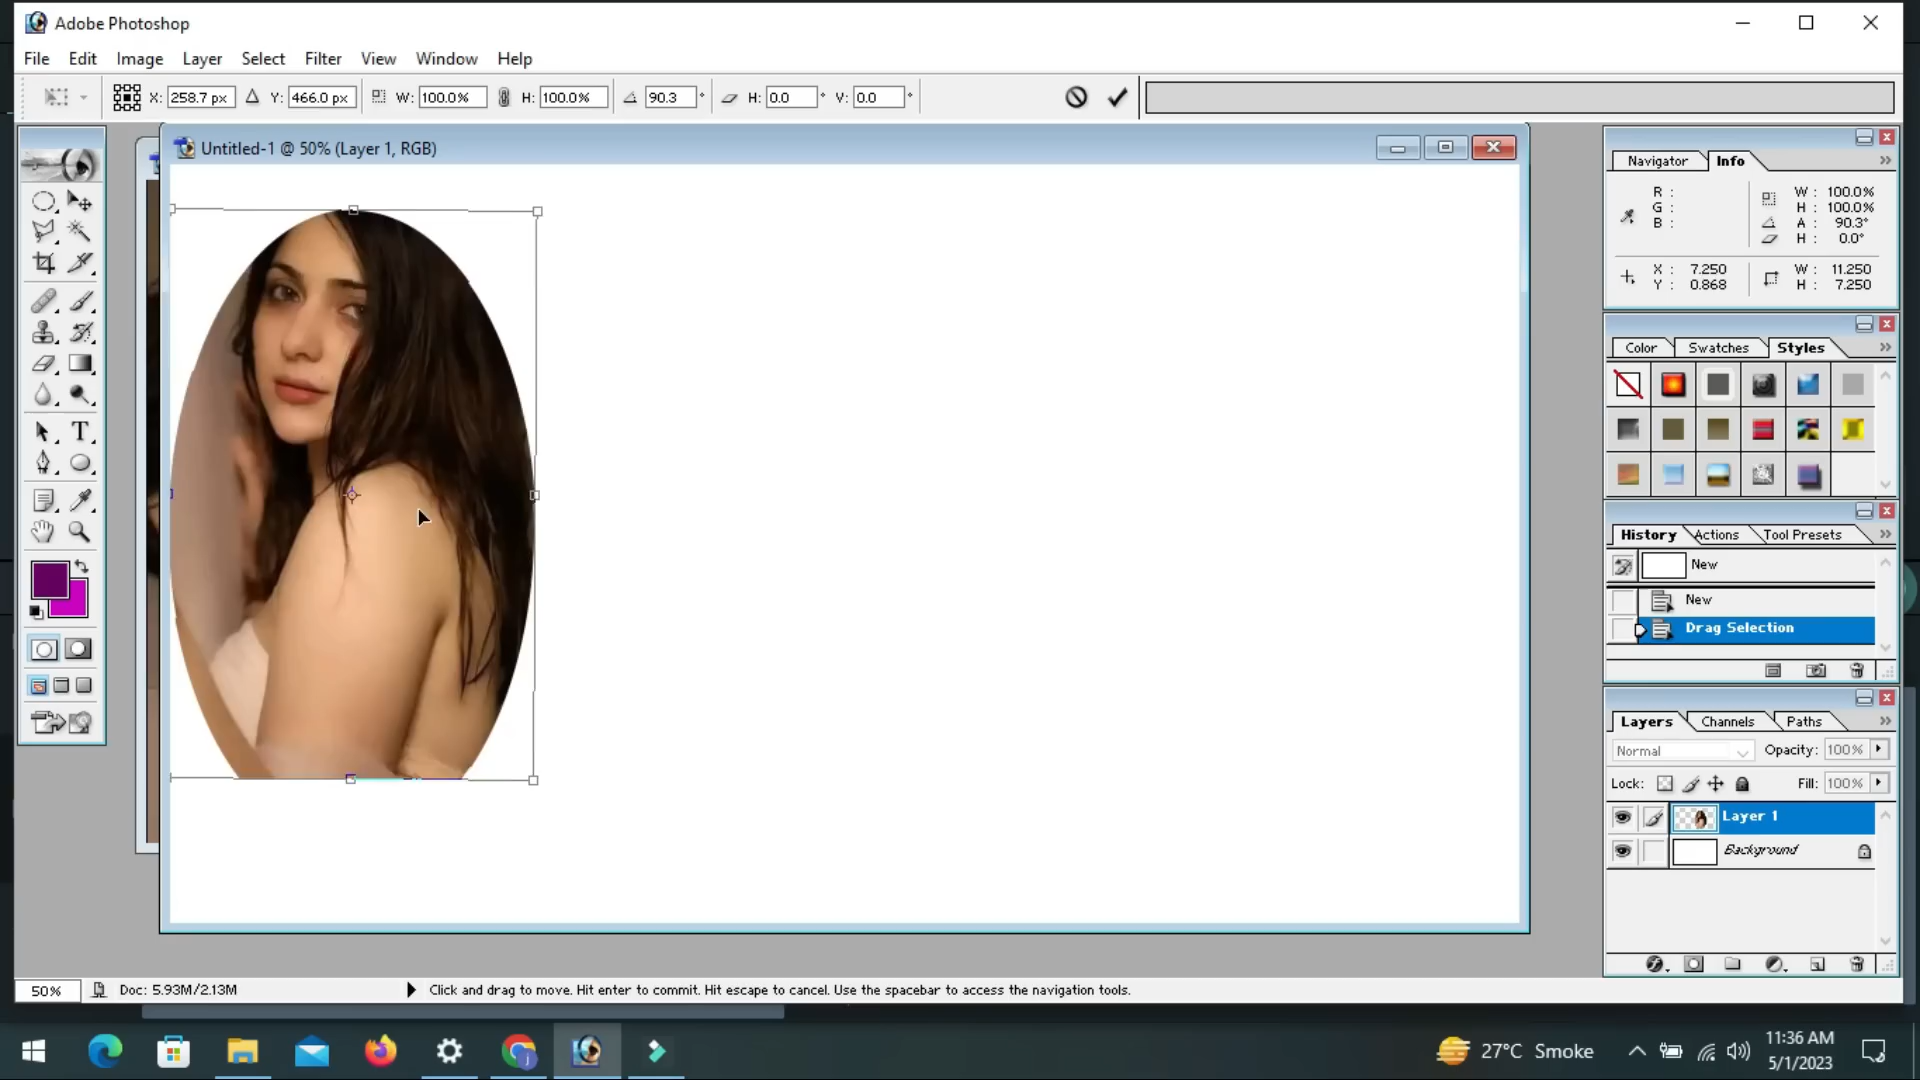 Adobe Photoshop
File Edit Image Layer Select Filter View Window Help
X: 258.7 px Y: 466.0 px W: 100.0% H: 100.0% 90.3 ° H: 0.0 ° V: 0.0 °
Untitled-1 @ 50% (Layer 1, RGB)
Navigator Info
R :
G :
B :
W : 100.0%
H : 100.0%
A : 90.3°
H : 0.0°
X : 7.250
Y : 0.868
W : 11.250
H : 7.250
Color Swatches Styles
T
History Actions Tool Presets
New
New
Drag Selection
Layers Channels Paths
Normal Opacity: 100%
Lock: Fill: 100%
Layer 1
Background
50% Doc: 5.93M/2.13M Click and drag to move. Hit enter to commit. Hit escape to cancel. Use the spacebar to access the navigation tools.
27°C Smoke
11:36 AM
5/1/2023